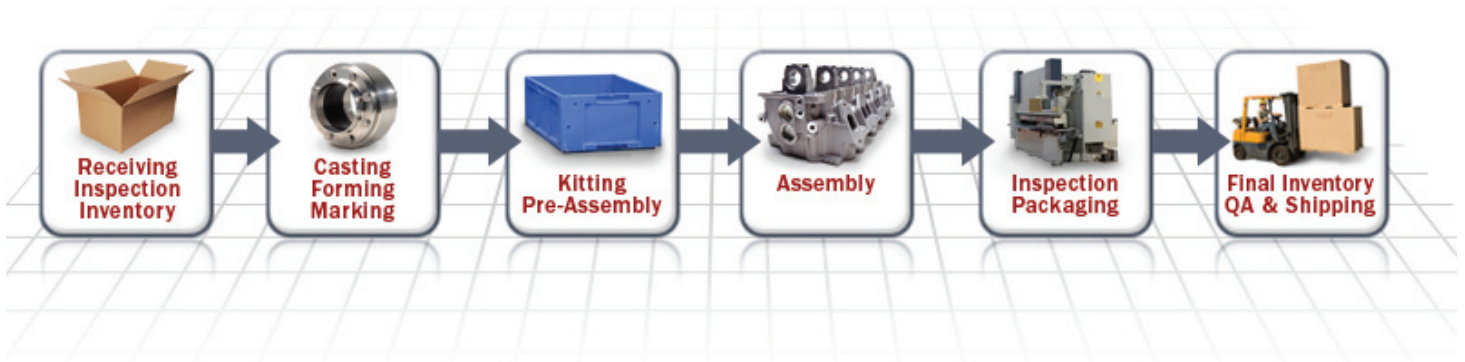 Receiving
Inspection
Inventory
Casting
Forming
Marking
Kitting
Pre-Assembly
Assembly
Inspection
Packaging
Final Inventory
QA & Shipping